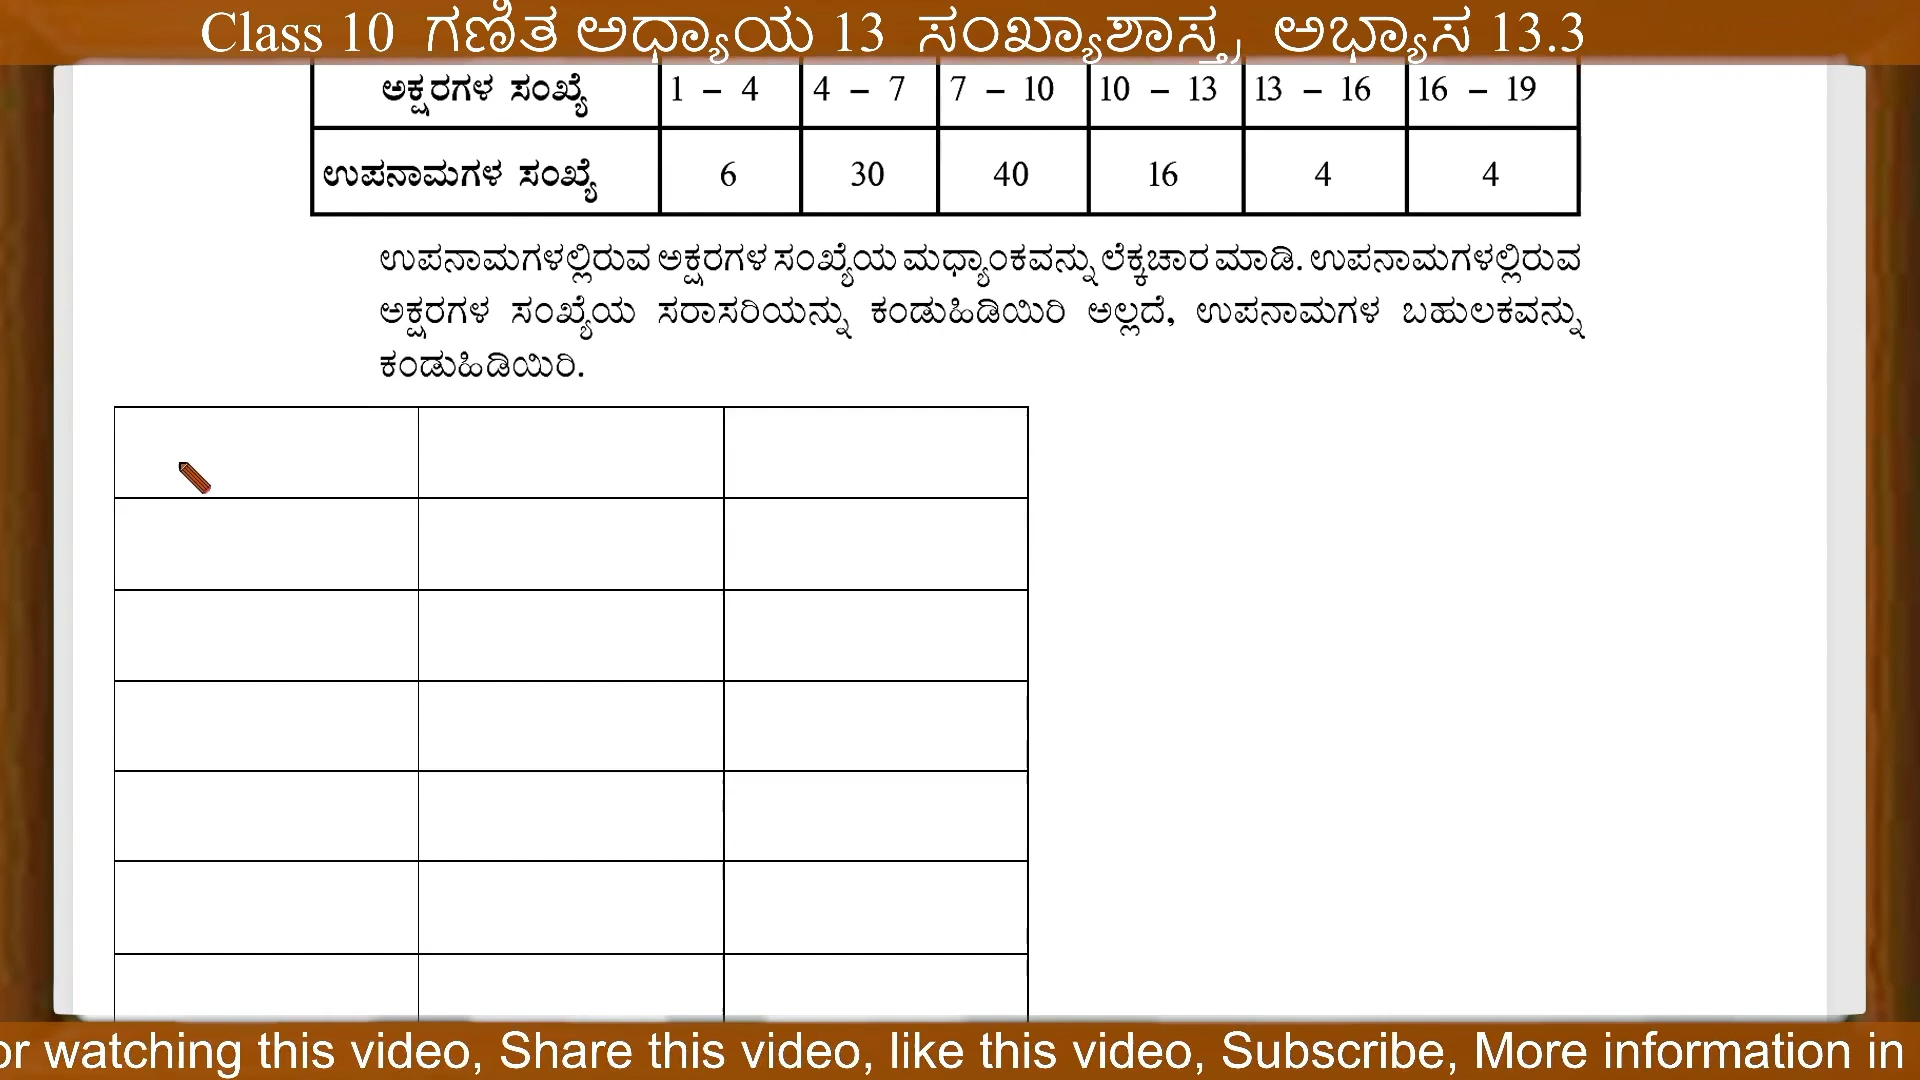 Class 10 ಗಣಿತ ಅಧ್ಯಾಯ 13 ಸಂಖ್ಯಾಶಾಸ್ತ್ರ ಅಭ್ಯಾಸ 13.3
ಅಕ್ಷರಗಳ ಸಂಖ್ಯೆ 1 – 4 4 – 7 7 – 10 10 – 13 13 – 16 16 – 19
ಉಪನಾಮಗಳ ಸಂಖ್ಯೆ 6 30 40 16 4 4
ಉಪನಾಮಗಳಲ್ಲಿರುವ ಅಕ್ಷರಗಳ ಸಂಖ್ಯೆಯ ಮಧ್ಯಾಂಕವನ್ನು ಲೆಕ್ಕಚಾರ ಮಾಡಿ. ಉಪನಾಮಗಳಲ್ಲಿರುವ
ಅಕ್ಷರಗಳ ಸಂಖ್ಯೆಯ ಸರಾಸರಿಯನ್ನು ಕಂಡುಹಿಡಿಯಿರಿ ಅಲ್ಲದೆ, ಉಪನಾಮಗಳ ಬಹುಲಕವನ್ನು
ಕಂಡುಹಿಡಿಯಿರಿ.
or watching this video, Share this video, like this video, Subscribe, More information in